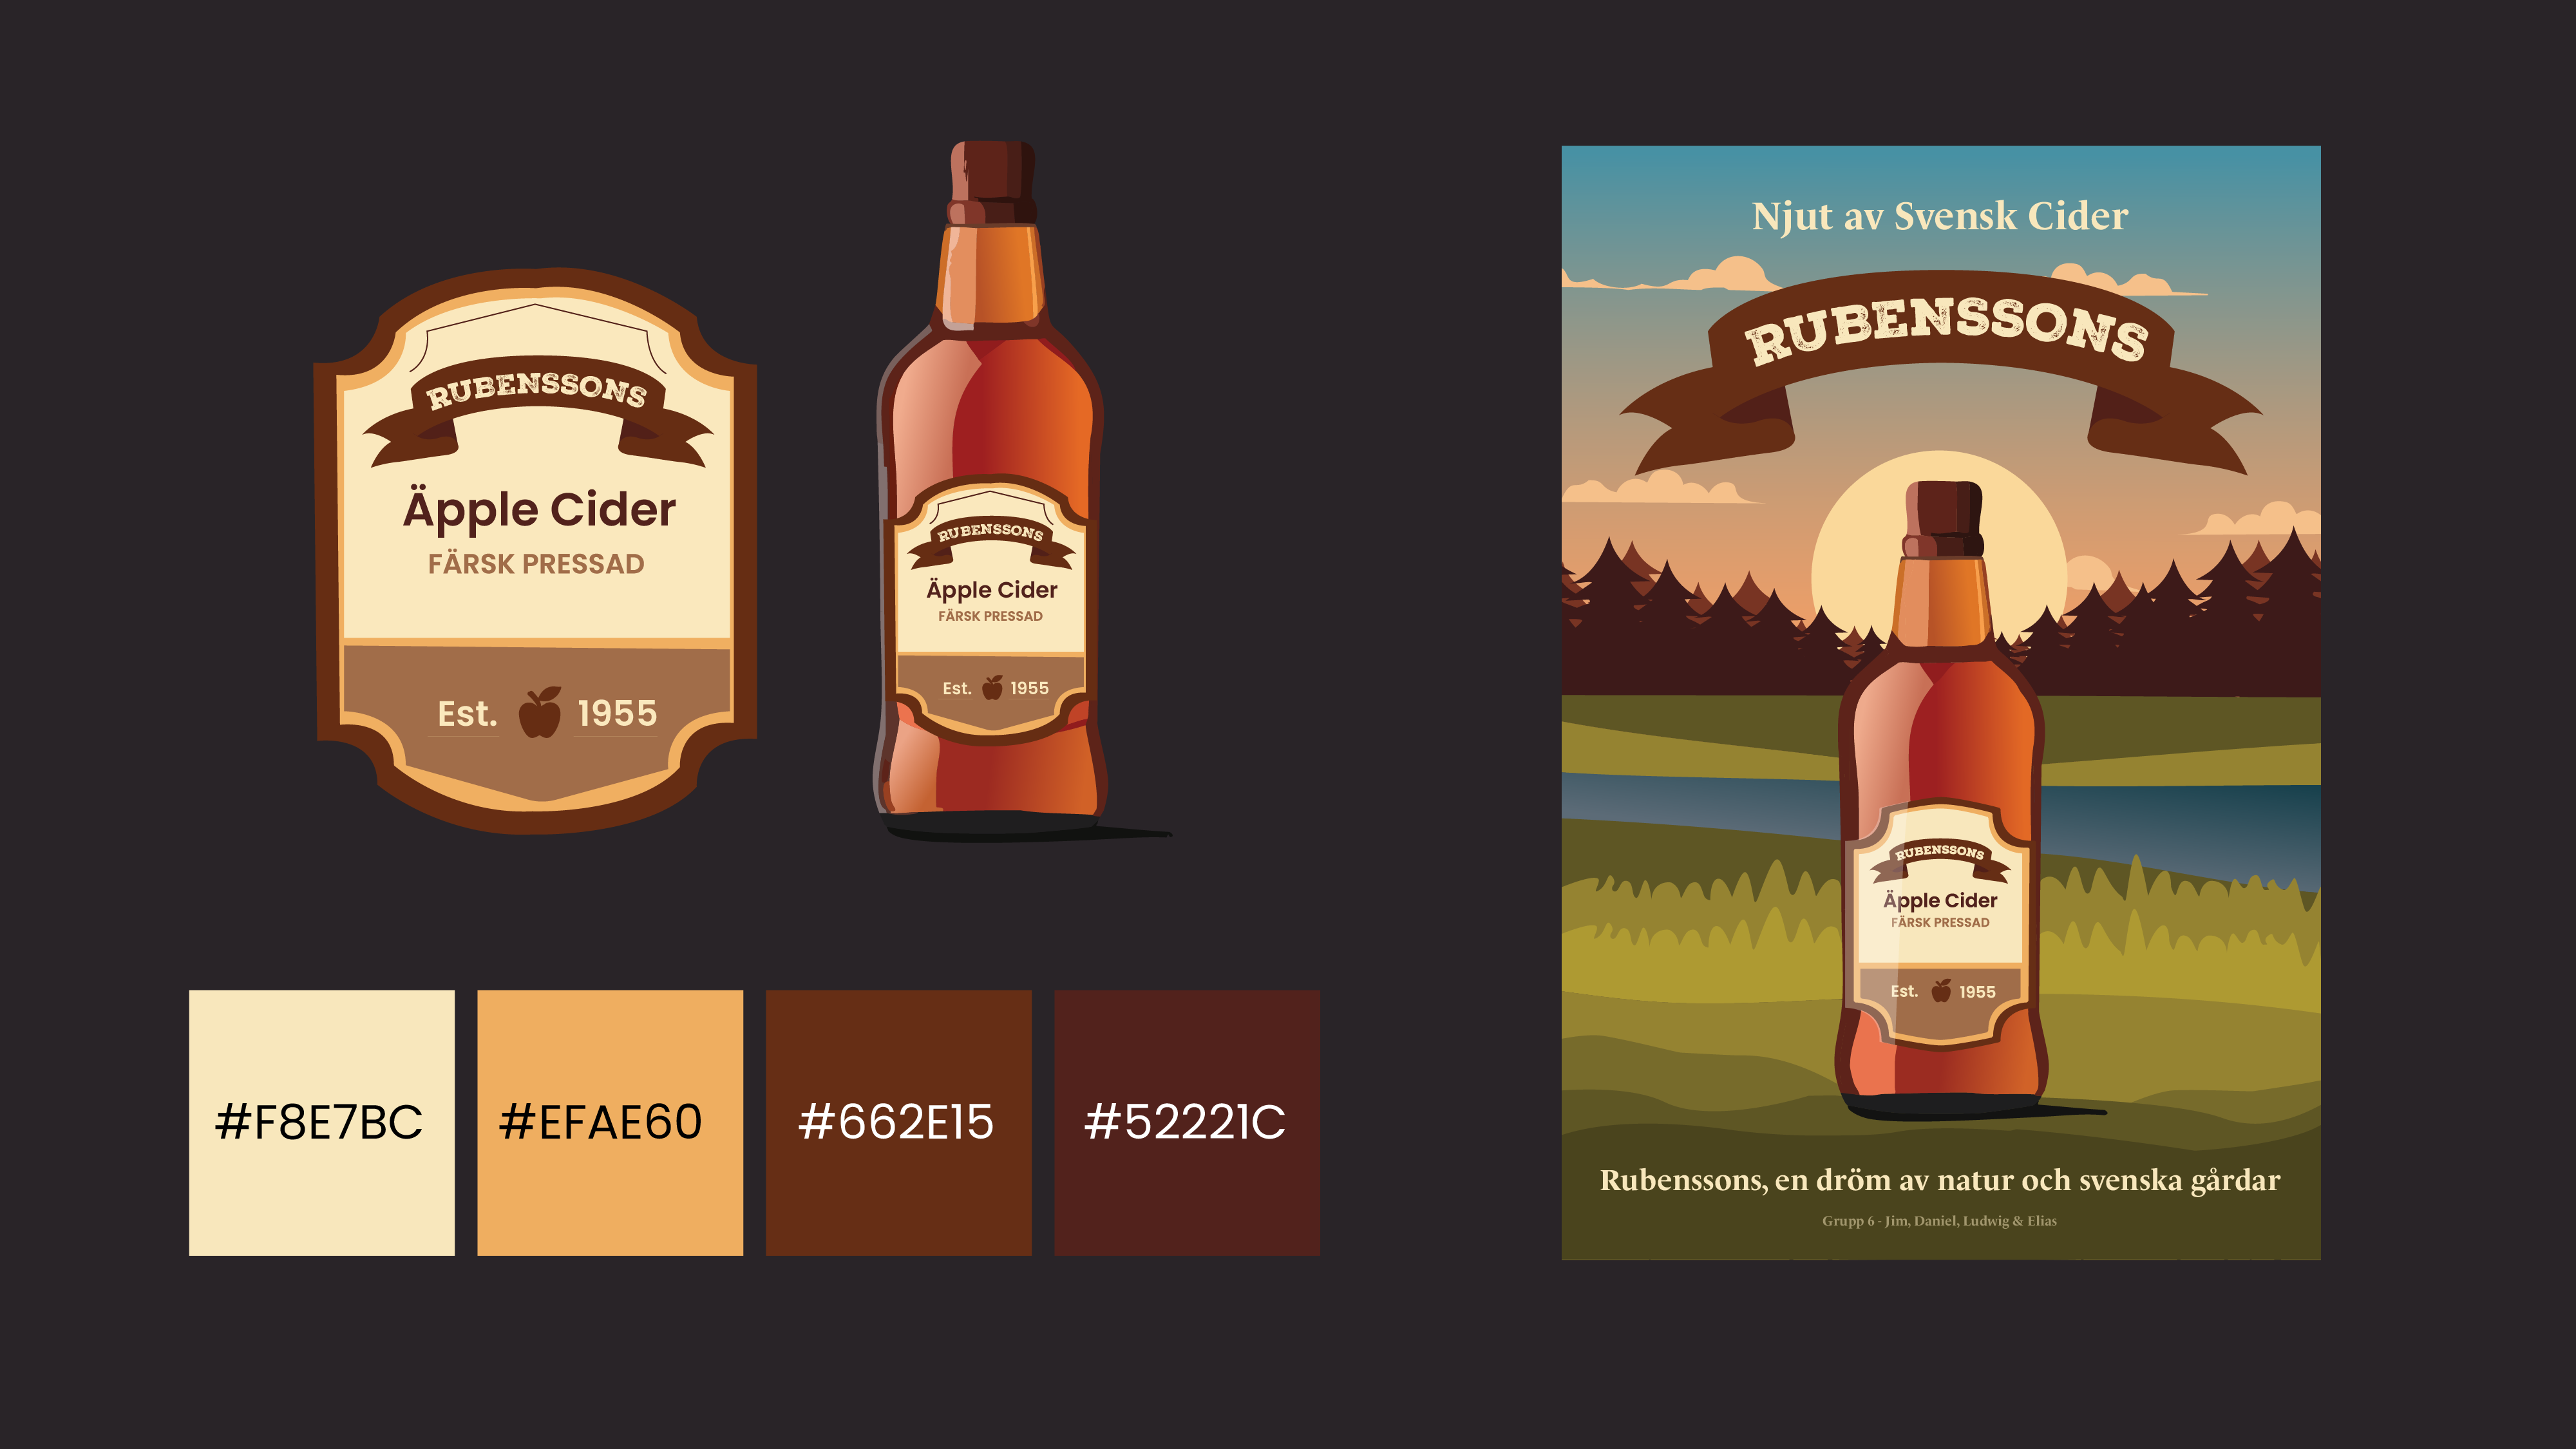 RUBENSSONS
Äpple Cider
FÄRSK PRESSAD
Est. 1955
RUBENSSONS
Äpple Cider
FÄRSK PRESSAD
Est. 1955
#F8E7BC
#EFAE60
#662E15
#52221C
Njut av Svensk Cider
RUBENSSONS
RUBENSSONS
Äpple Cider
FÄRSK PRESSAD
Est. 1955
Rubenssons, en dröm av natur och svenska gårdar
Grupp 6 - Jim, Daniel, Ludwig & Elias